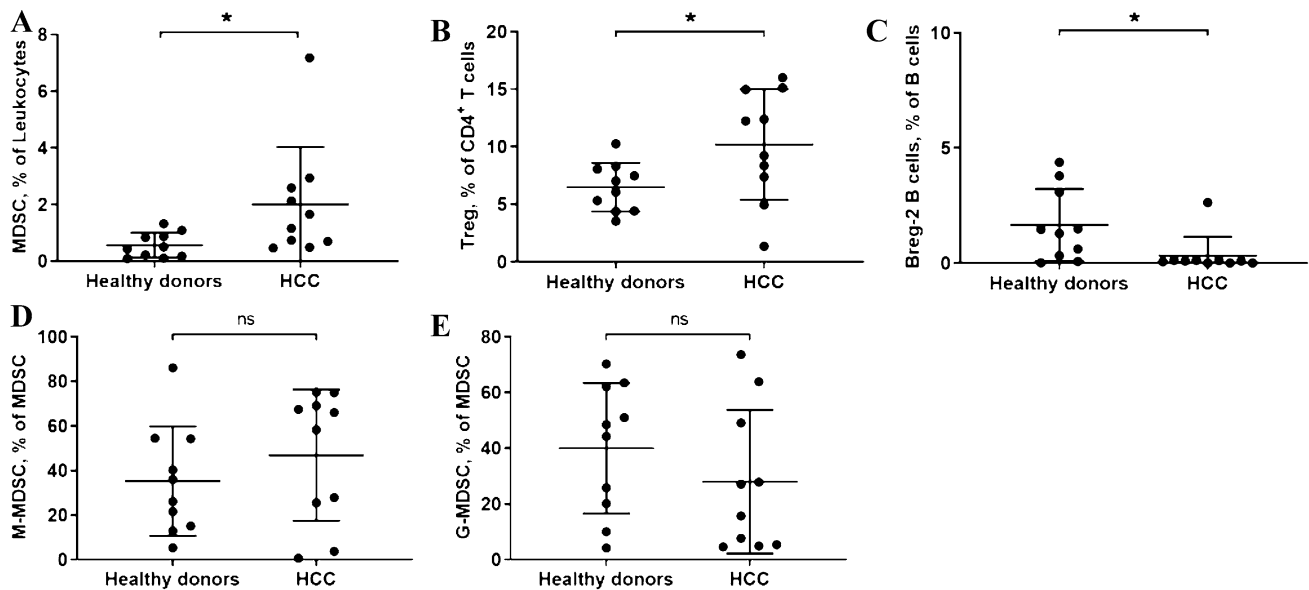 A
*
MDSC, % of Leukocytes
8
6
4
2
0
Healthy donors
HCC
B
*
Treg, % of CD4⁺ T cells
20
15
10
5
0
Healthy donors
HCC
C
*
Breg-2 B cells, % of B cells
10
5
0
Healthy donors
HCC
D
ns
M-MDSC, % of MDSC
100
80
60
40
20
0
Healthy donors
HCC
E
ns
G-MDSC, % of MDSC
80
60
40
20
0
Healthy donors
HCC